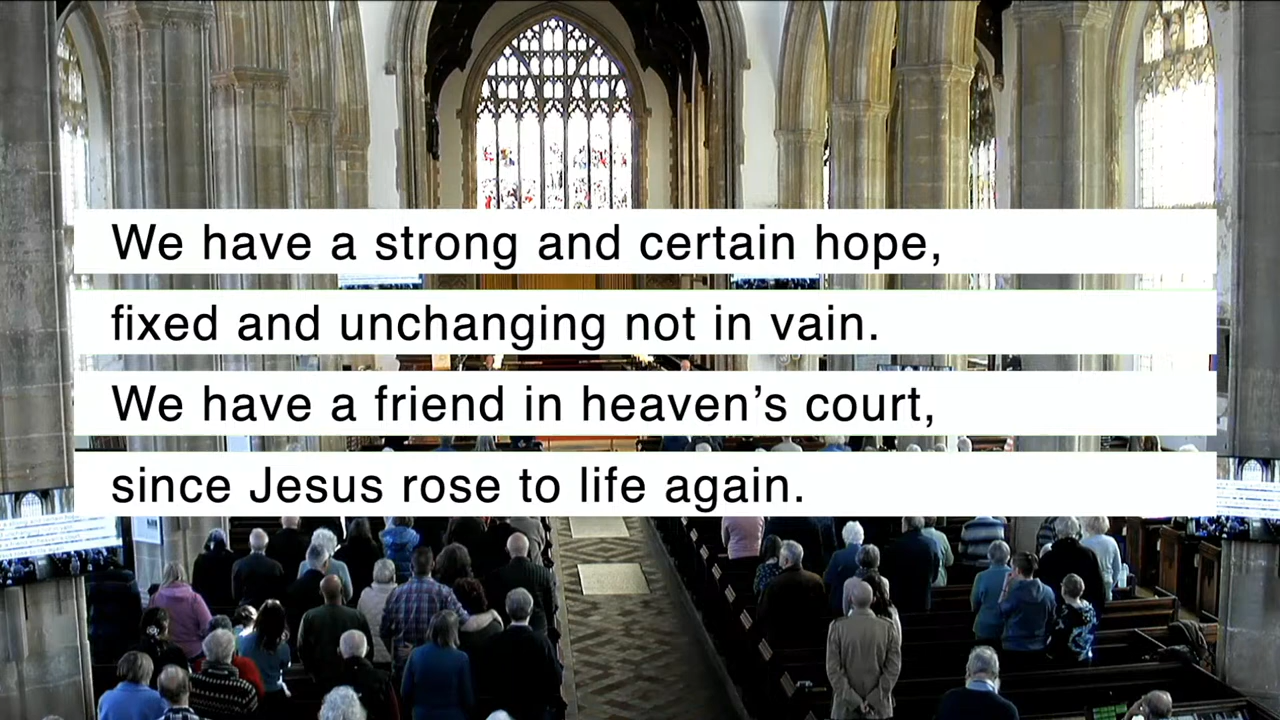 We have a strong and certain hope,
fixed and unchanging not in vain.
We have a friend in heaven’s court,
since Jesus rose to life again.